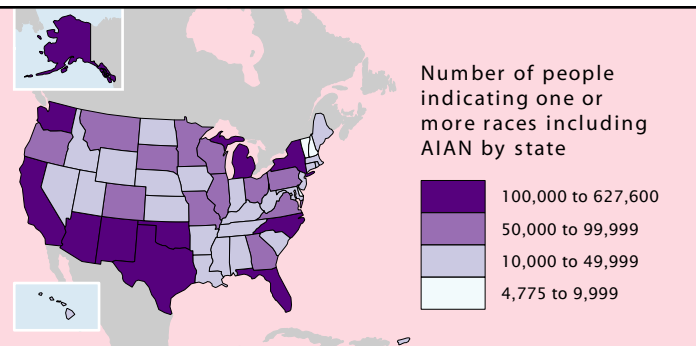 Number of people
indicating one or
more races including
AIAN by state
100,000 to 627,600
50,000 to 99,999
10,000 to 49,999
4,775 to 9,999